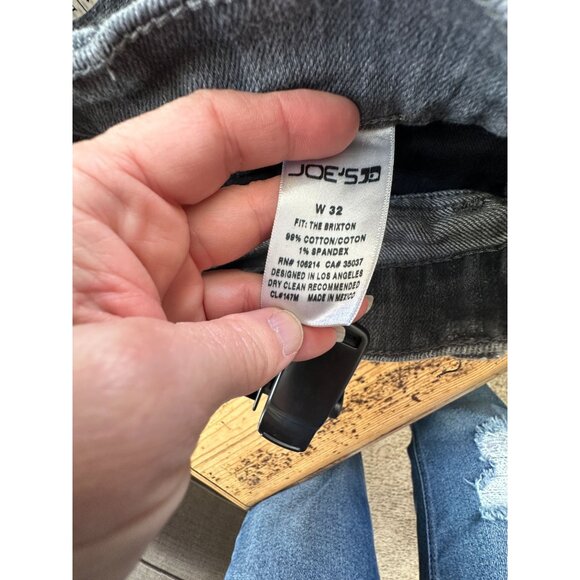 JOE'S JD
W 32
FIT: THE BRIXTON
99% COTTON/COTON
1% SPANDEX
RN# 106214 CA# 35037
DESIGNED IN LOS ANGELES
DRY CLEAN RECOMMENDED
CL#147M MADE IN MEXICO